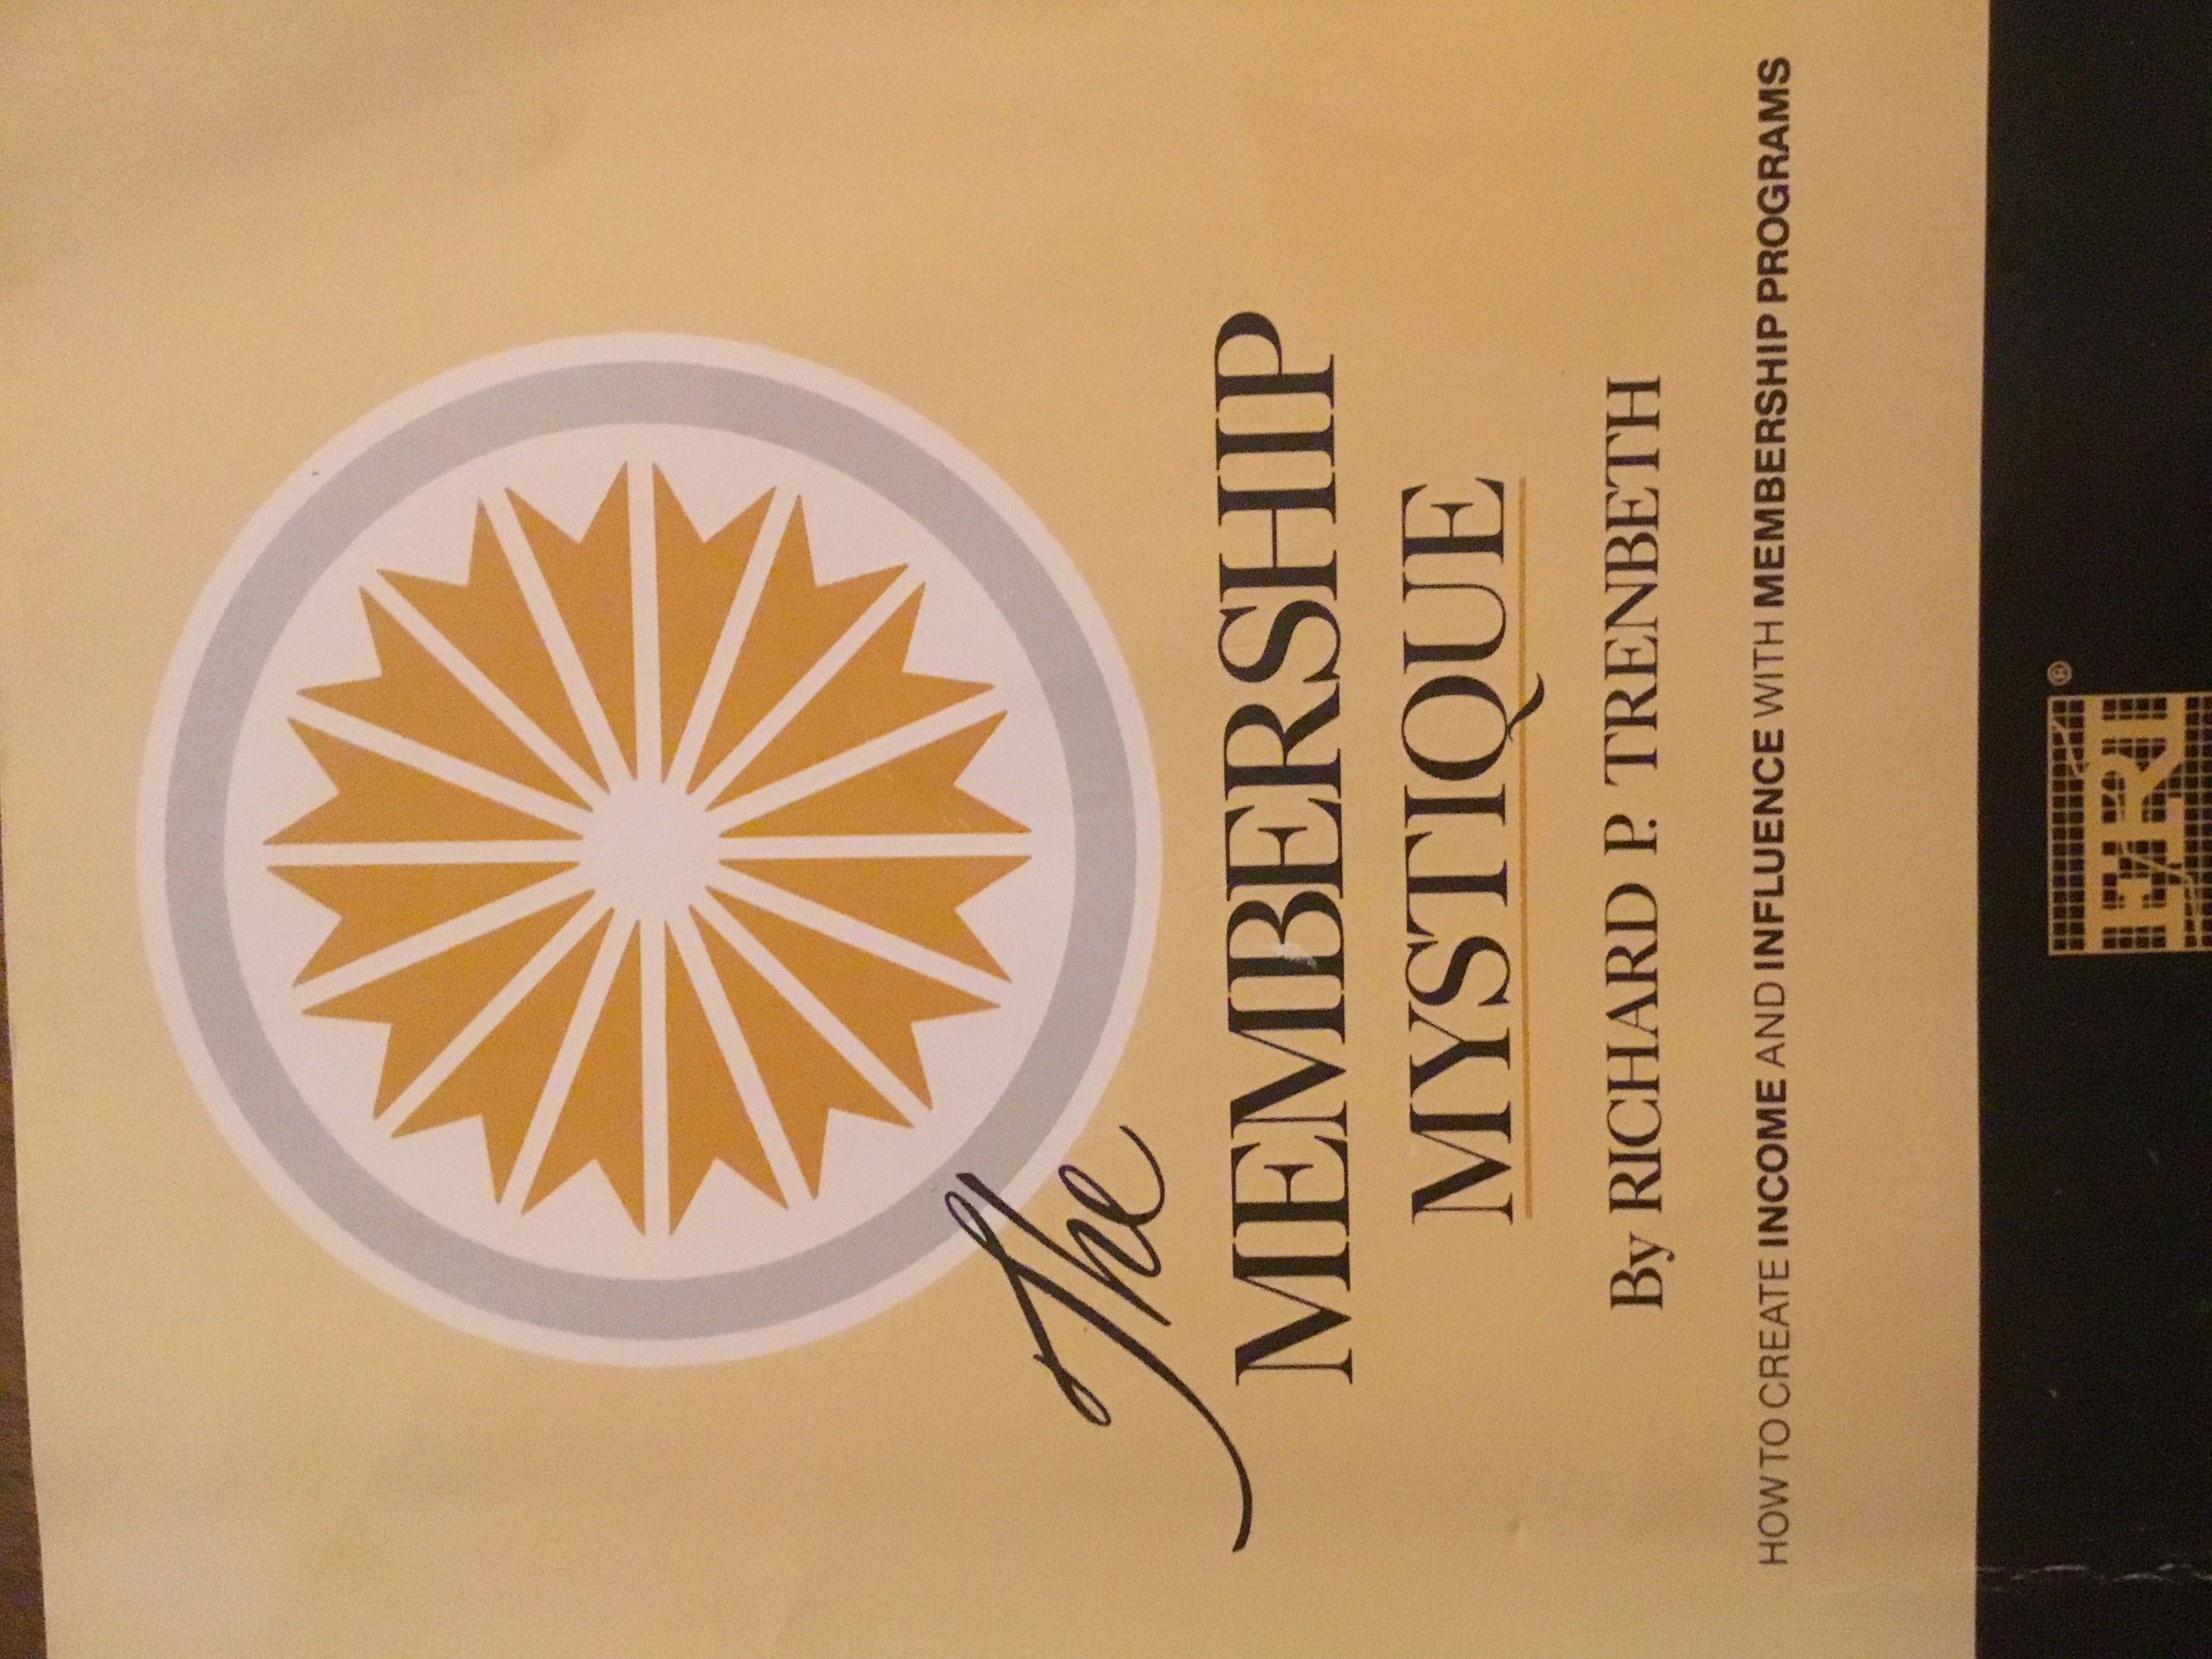 The
MEMBERSHIP
MYSTIQUE
By RICHARD P. TRENBETH
HOW TO CREATE INCOME AND INFLUENCE WITH MEMBERSHIP PROGRAMS
®